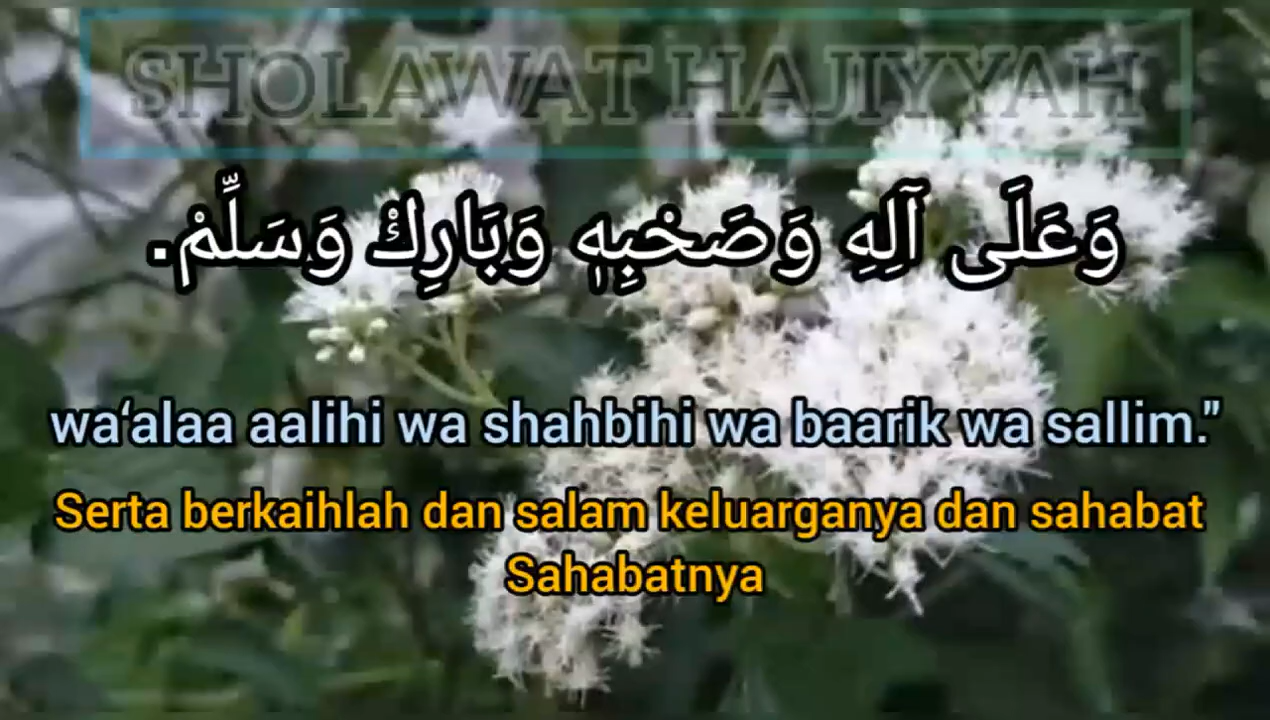 SHOLAWAT HAJIYYAH
وَعَلَى آلِهِ وَصَحْبِهٖ وَبَارِكْ وَسَلِّمْ.
wa‘alaa aalihi wa shahbihi wa baarik wa sallim."
Serta berkaihlah dan salam keluarganya dan sahabat
Sahabatnya